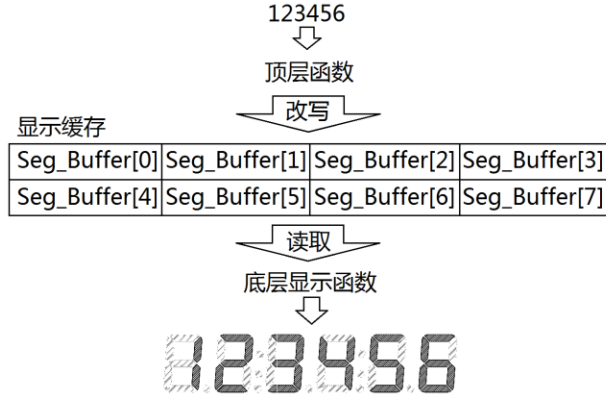 123456
顶层函数
改写
显示缓存
Seg_Buffer[0] Seg_Buffer[1] Seg_Buffer[2] Seg_Buffer[3]
Seg_Buffer[4] Seg_Buffer[5] Seg_Buffer[6] Seg_Buffer[7]
读取
底层显示函数
123456